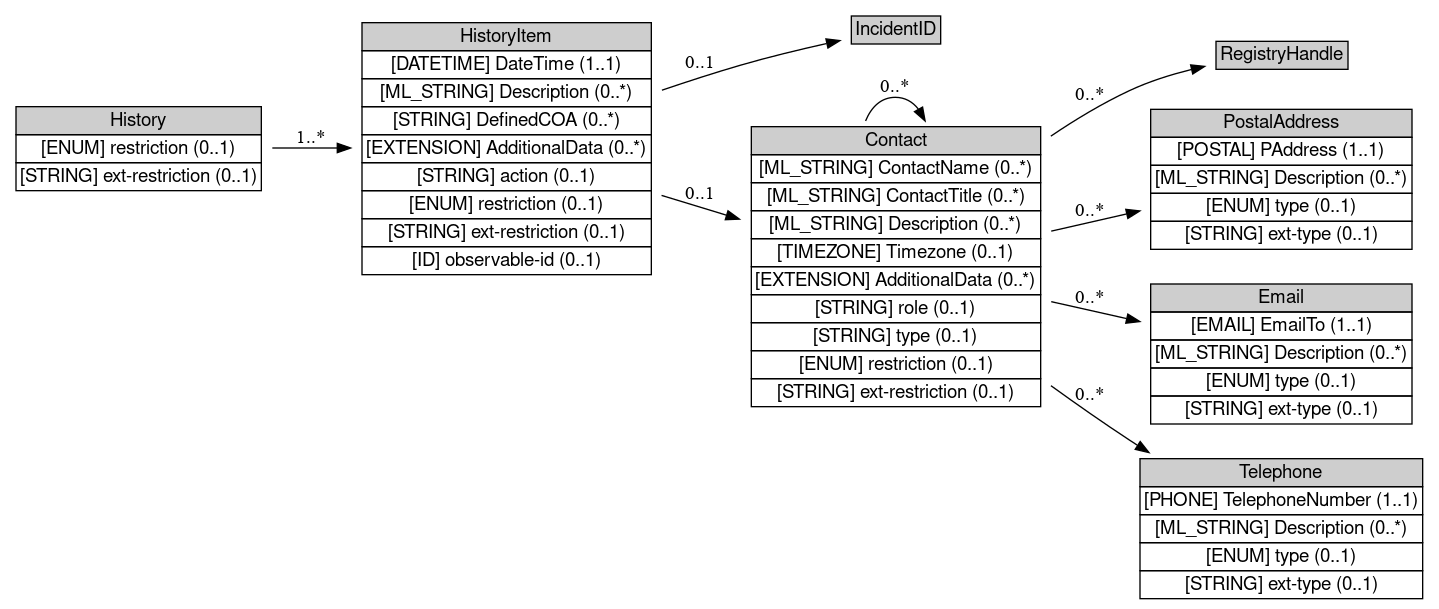 History
[ENUM] restriction (0..1)
[STRING] ext-restriction (0..1)
1..*
HistoryItem
[DATETIME] DateTime (1..1)
[ML_STRING] Description (0..*)
[STRING] DefinedCOA (0..*)
[EXTENSION] AdditionalData (0..*)
[STRING] action (0..1)
[ENUM] restriction (0..1)
[STRING] ext-restriction (0..1)
[ID] observable-id (0..1)
0..1
0..1
IncidentID
0..*
Contact
[ML_STRING] ContactName (0..*)
[ML_STRING] ContactTitle (0..*)
[ML_STRING] Description (0..*)
[TIMEZONE] Timezone (0..1)
[EXTENSION] AdditionalData (0..*)
[STRING] role (0..1)
[STRING] type (0..1)
[ENUM] restriction (0..1)
[STRING] ext-restriction (0..1)
0..*
0..*
0..*
0..*
RegistryHandle
PostalAddress
[POSTAL] PAddress (1..1)
[ML_STRING] Description (0..*)
[ENUM] type (0..1)
[STRING] ext-type (0..1)
Email
[EMAIL] EmailTo (1..1)
[ML_STRING] Description (0..*)
[ENUM] type (0..1)
[STRING] ext-type (0..1)
Telephone
[PHONE] TelephoneNumber (1..1)
[ML_STRING] Description (0..*)
[ENUM] type (0..1)
[STRING] ext-type (0..1)